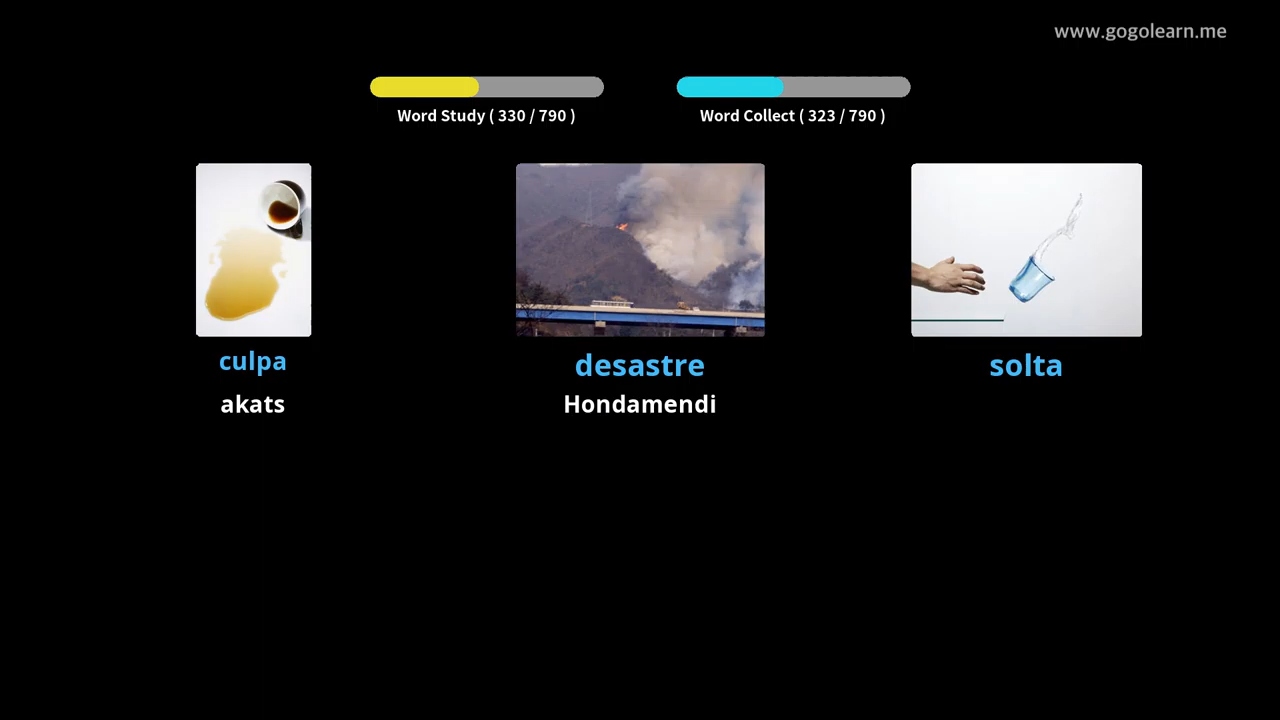 www.gogolearn.me
Word Study ( 330 / 790 )
Word Collect ( 323 / 790 )
culpa
desastre
solta
akats
Hondamendi